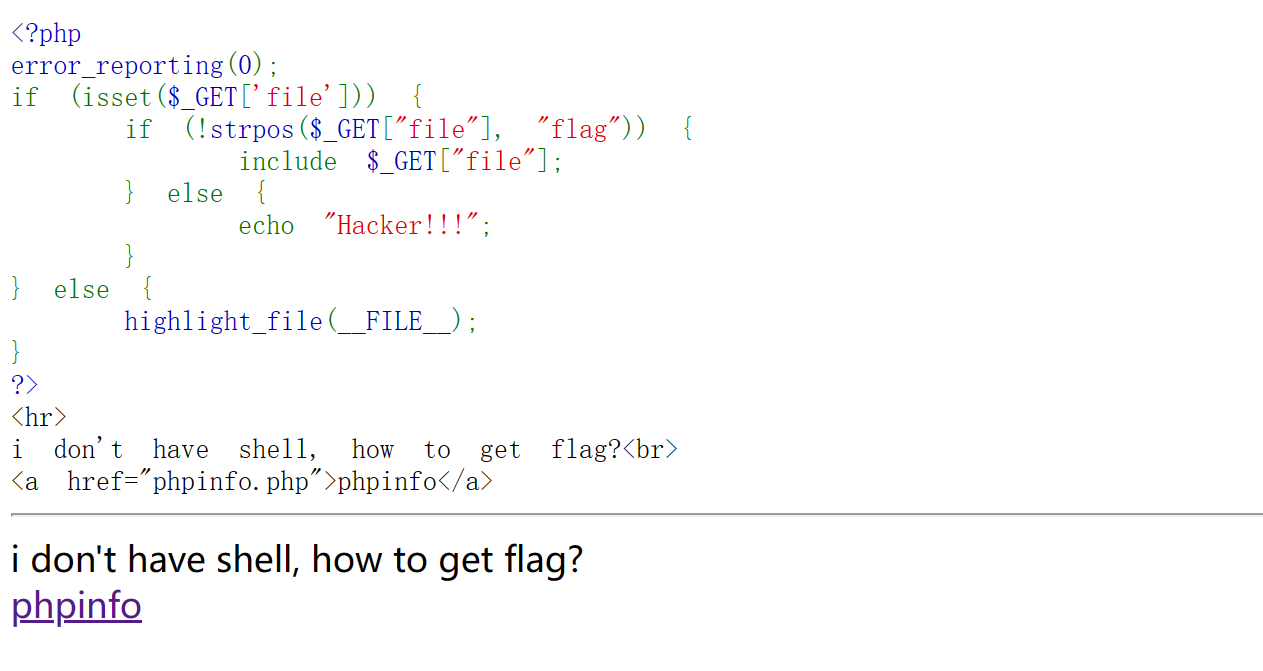 <?php
error_reporting(0);
if (isset($_GET['file'])) {
if (!strpos($_GET["file"], "flag")) {
include $_GET["file"];
} else {
echo "Hacker!!!";
}
} else {
highlight_file(__FILE__);
}
?>
<hr>
i don't have shell, how to get flag?<br>
<a href="phpinfo.php">phpinfo</a>
i don't have shell, how to get flag?
phpinfo